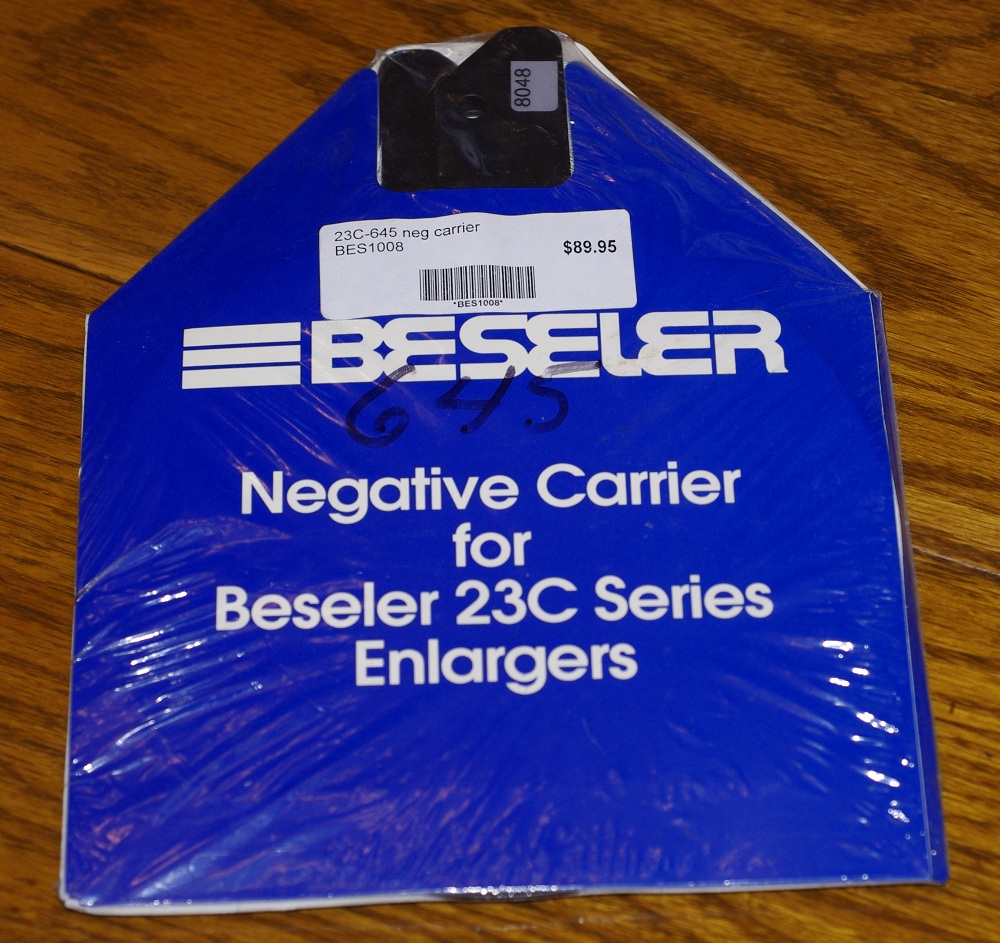 8048
23C-645 neg carrier
BES1008
$89.95
*BES1008*
BESELER
645
Negative Carrier
for
Beseler 23C Series
Enlargers